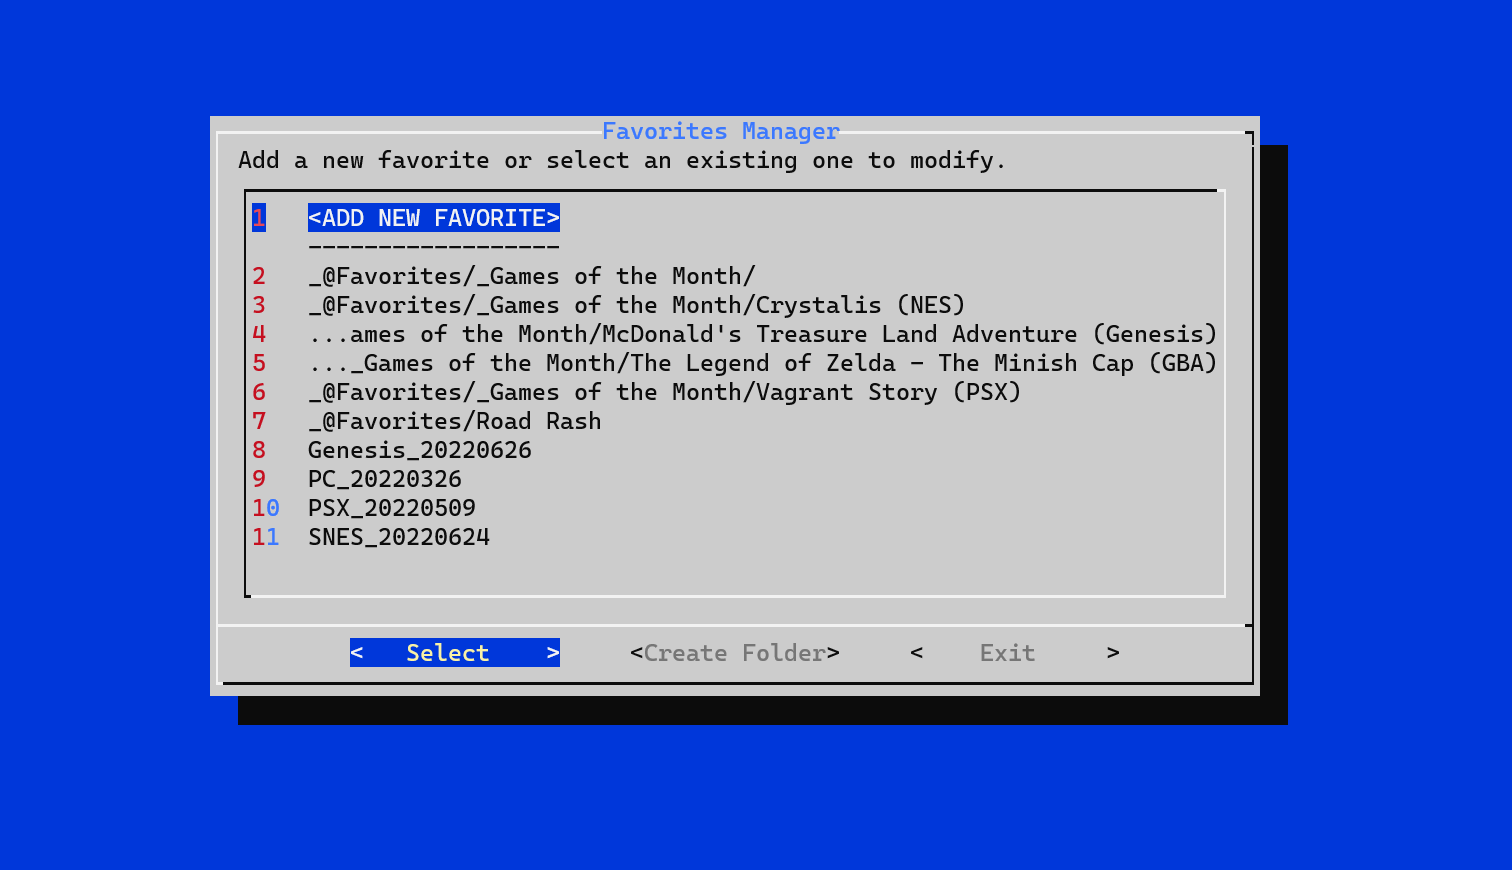 Favorites Manager
Add a new favorite or select an existing one to modify.
1 <ADD NEW FAVORITE>
------------------
2 _@Favorites/_Games of the Month/
3 _@Favorites/_Games of the Month/Crystalis (NES)
4 ...ames of the Month/McDonald's Treasure Land Adventure (Genesis)
5 ..._Games of the Month/The Legend of Zelda - The Minish Cap (GBA)
6 _@Favorites/_Games of the Month/Vagrant Story (PSX)
7 _@Favorites/Road Rash
8 Genesis_20220626
9 PC_20220326
10 PSX_20220509
11 SNES_20220624
< Select > <Create Folder> < Exit >